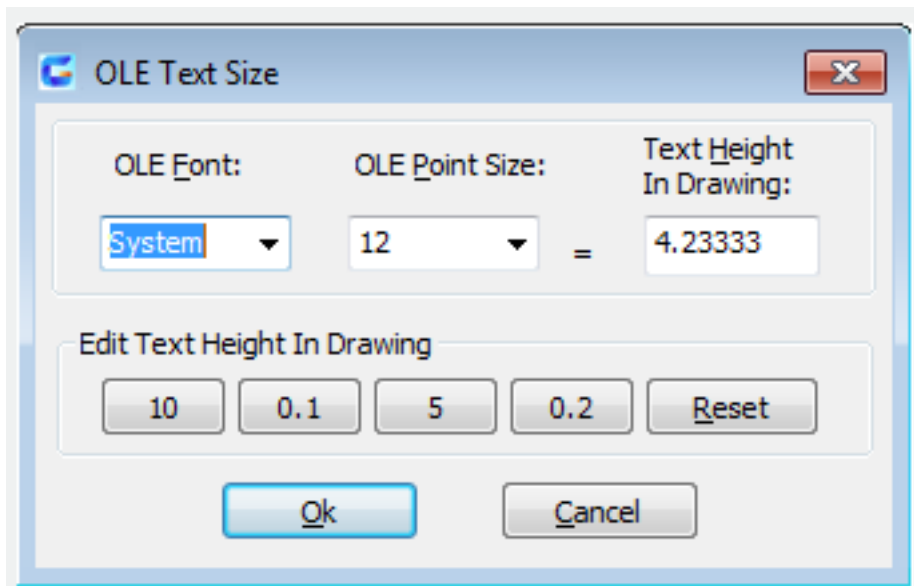 OLE Text Size
OLE Font:
OLE Point Size:
Text Height
In Drawing:
System
12
=
4.23333
Edit Text Height In Drawing
10
0.1
5
0.2
Reset
Ok
Cancel